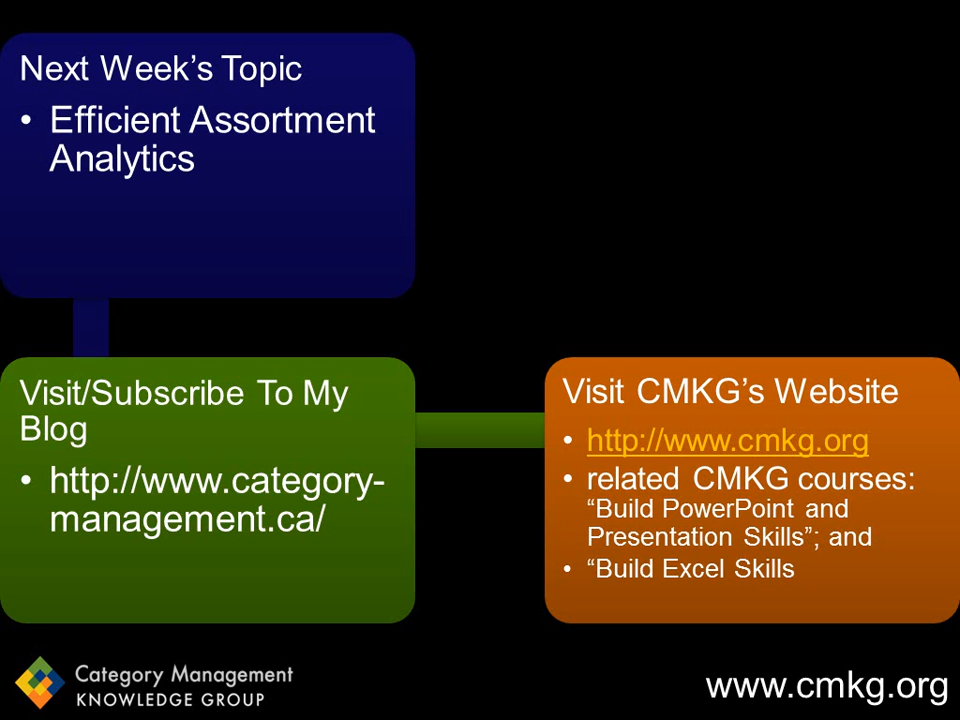 Next Week’s Topic
• Efficient Assortment
Analytics
Visit/Subscribe To My
Blog
• http://www.category-
management.ca/
Visit CMKG’s Website
• http://www.cmkg.org
• related CMKG courses:
“Build PowerPoint and
Presentation Skills”; and
• “Build Excel Skills
Category Management
KNOWLEDGE GROUP
www.cmkg.org